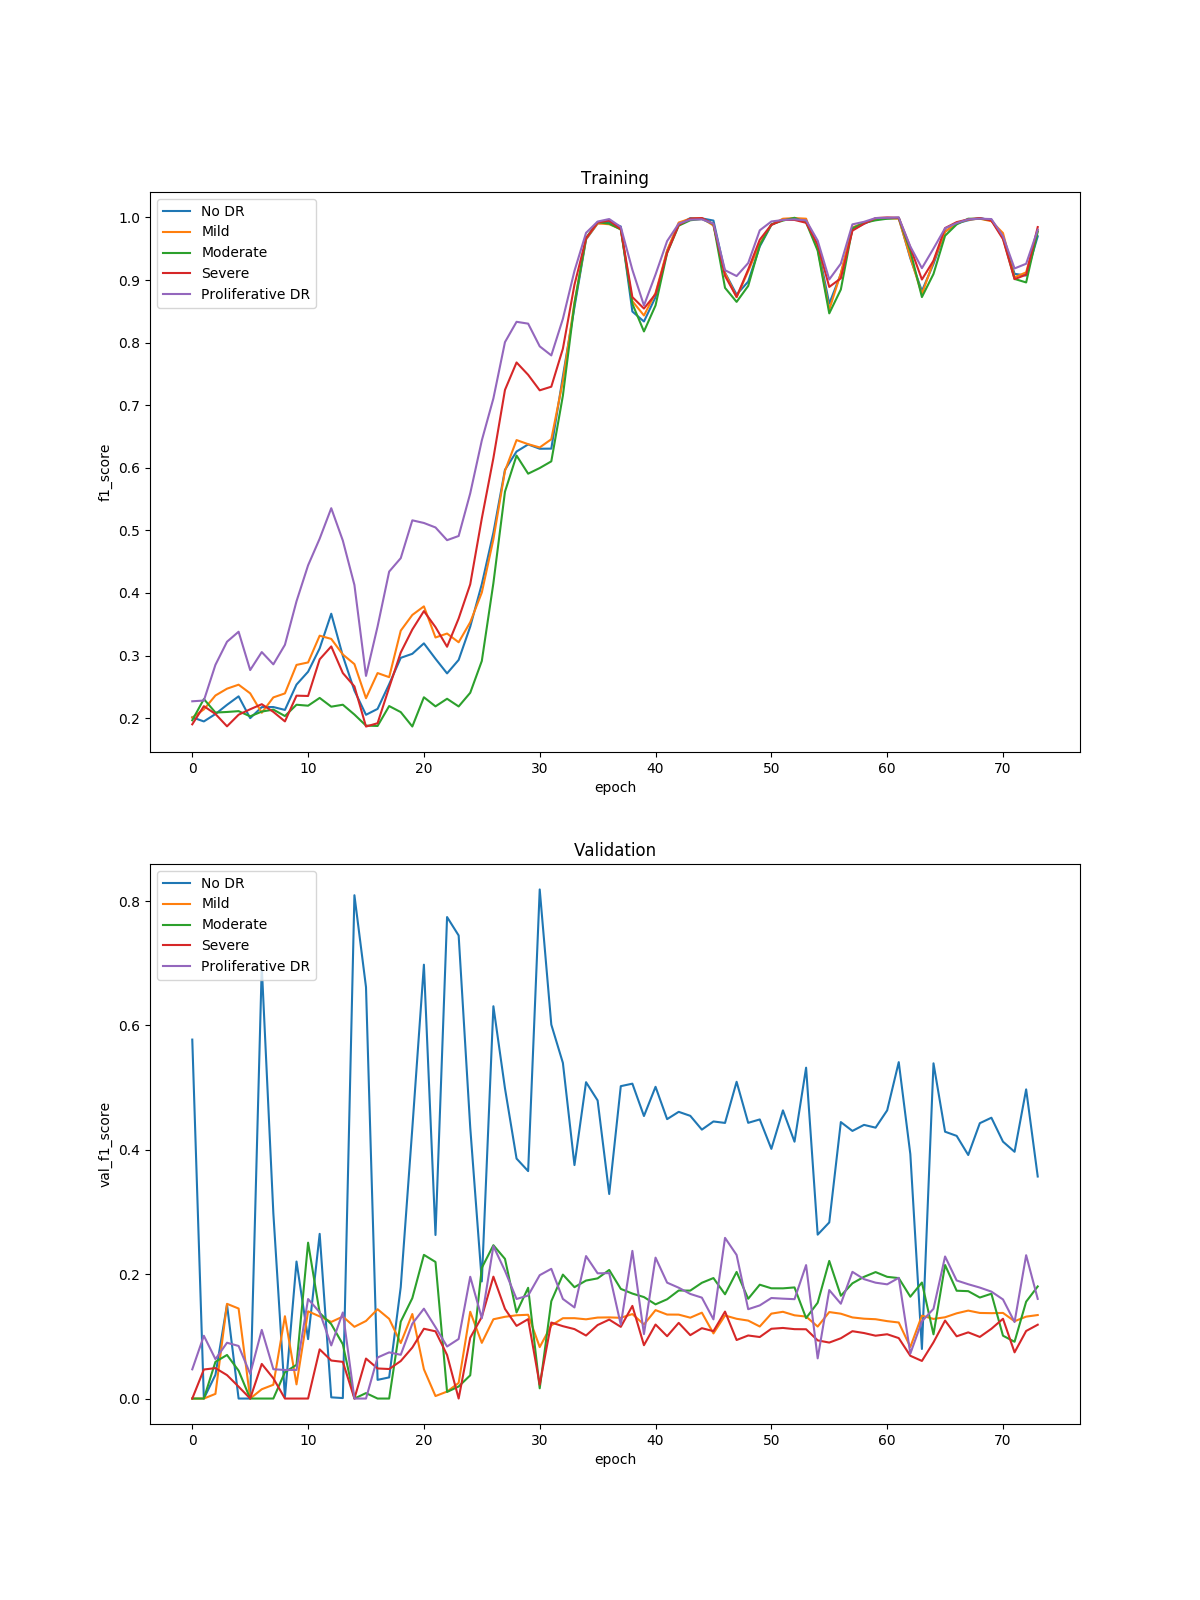 Training
No DR
Mild
Moderate
Severe
Proliferative DR
1.0
0.9
0.8
0.7
0.6
0.5
0.4
0.3
0.2
f1_score
0 10 20 30 40 50 60 70
epoch
Validation
No DR
Mild
Moderate
Severe
Proliferative DR
0.8
0.6
0.4
0.2
0.0
val_f1_score
0 10 20 30 40 50 60 70
epoch